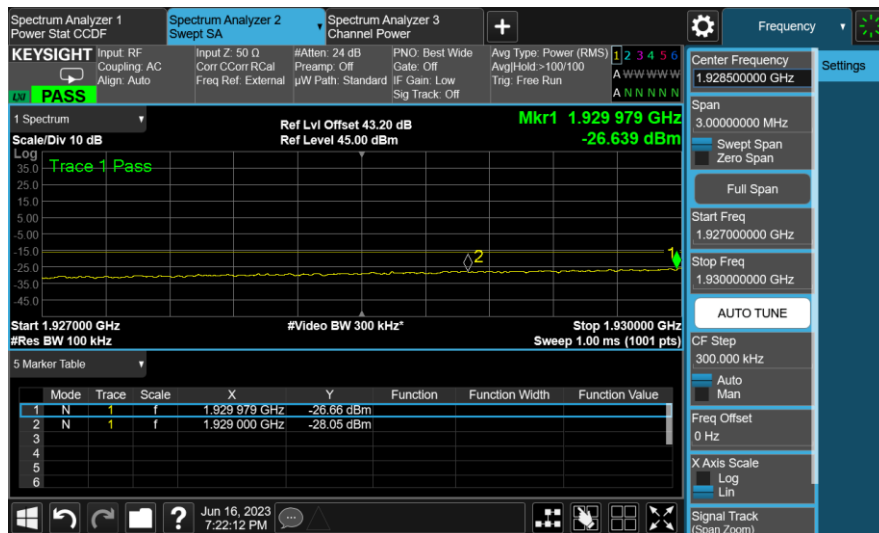 Spectrum Analyzer 1
Power Stat CCDF
Spectrum Analyzer 2
Swept SA
Spectrum Analyzer 3
Channel Power
Frequency
KEYSIGHT
LXI
PASS
Input: RF
Coupling: AC
Align: Auto
Input Z: 50 Ω
Corr CCorr RCal
Freq Ref: External
#Atten: 24 dB
Preamp: Off
µW Path: Standard
PNO: Best Wide
Gate: Off
IF Gain: Low
Sig Track: Off
Avg Type: Power (RMS)
Avg|Hold:>100/100
Trig: Free Run
1 2 3 4 5 6
A W W W W W
A N N N N N
1 Spectrum
Scale/Div 10 dB
Ref Lvl Offset 43.20 dB
Ref Level 45.00 dBm
Mkr1 1.929 979 GHz
-26.639 dBm
Log
Trace 1 Pass
35.0
25.0
15.0
5.00
-5.00
-15.0
-25.0
-35.0
-45.0
2
1
Start 1.927000 GHz
#Video BW 300 kHz*
Stop 1.930000 GHz
#Res BW 100 kHz
Sweep 1.00 ms (1001 pts)
5 Marker Table
Mode Trace Scale X Y Function Function Width Function Value
1 N 1 f 1.929 979 GHz -26.66 dBm
2 N 1 f 1.929 000 GHz -28.05 dBm
3
4
5
6
?
Jun 16, 2023
7:22:12 PM
Center Frequency
1.928500000 GHz
Settings
Span
3.00000000 MHz
Swept Span
Zero Span
Full Span
Start Freq
1.927000000 GHz
Stop Freq
1.930000000 GHz
AUTO TUNE
CF Step
300.000 kHz
Auto
Man
Freq Offset
0 Hz
X Axis Scale
Log
Lin
Signal Track
(Span Zoom)